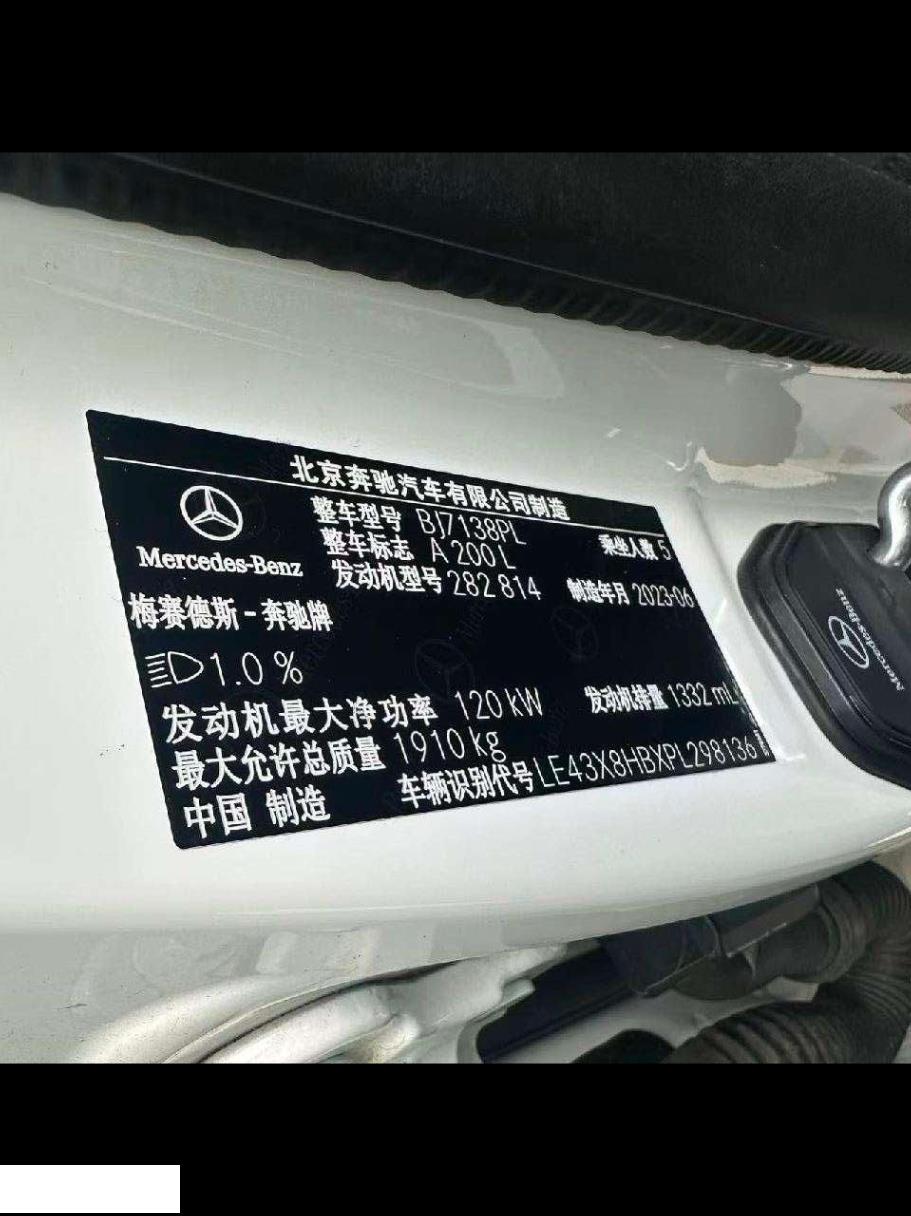 北京奔驰汽车有限公司制造
Mercedes-Benz
整车型号 BJ7138PL 乘坐人数 5
整车标志 A 200 L
发动机型号 282 814 制造年月 2023-06
梅赛德斯 - 奔驰牌
1.0 %
发动机最大净功率 120 kW 发动机排量 1332 mL
最大允许总质量 1910 kg
中国 制造 车辆识别代号 LE43X8HBXPL298136
Mercedes-Benz